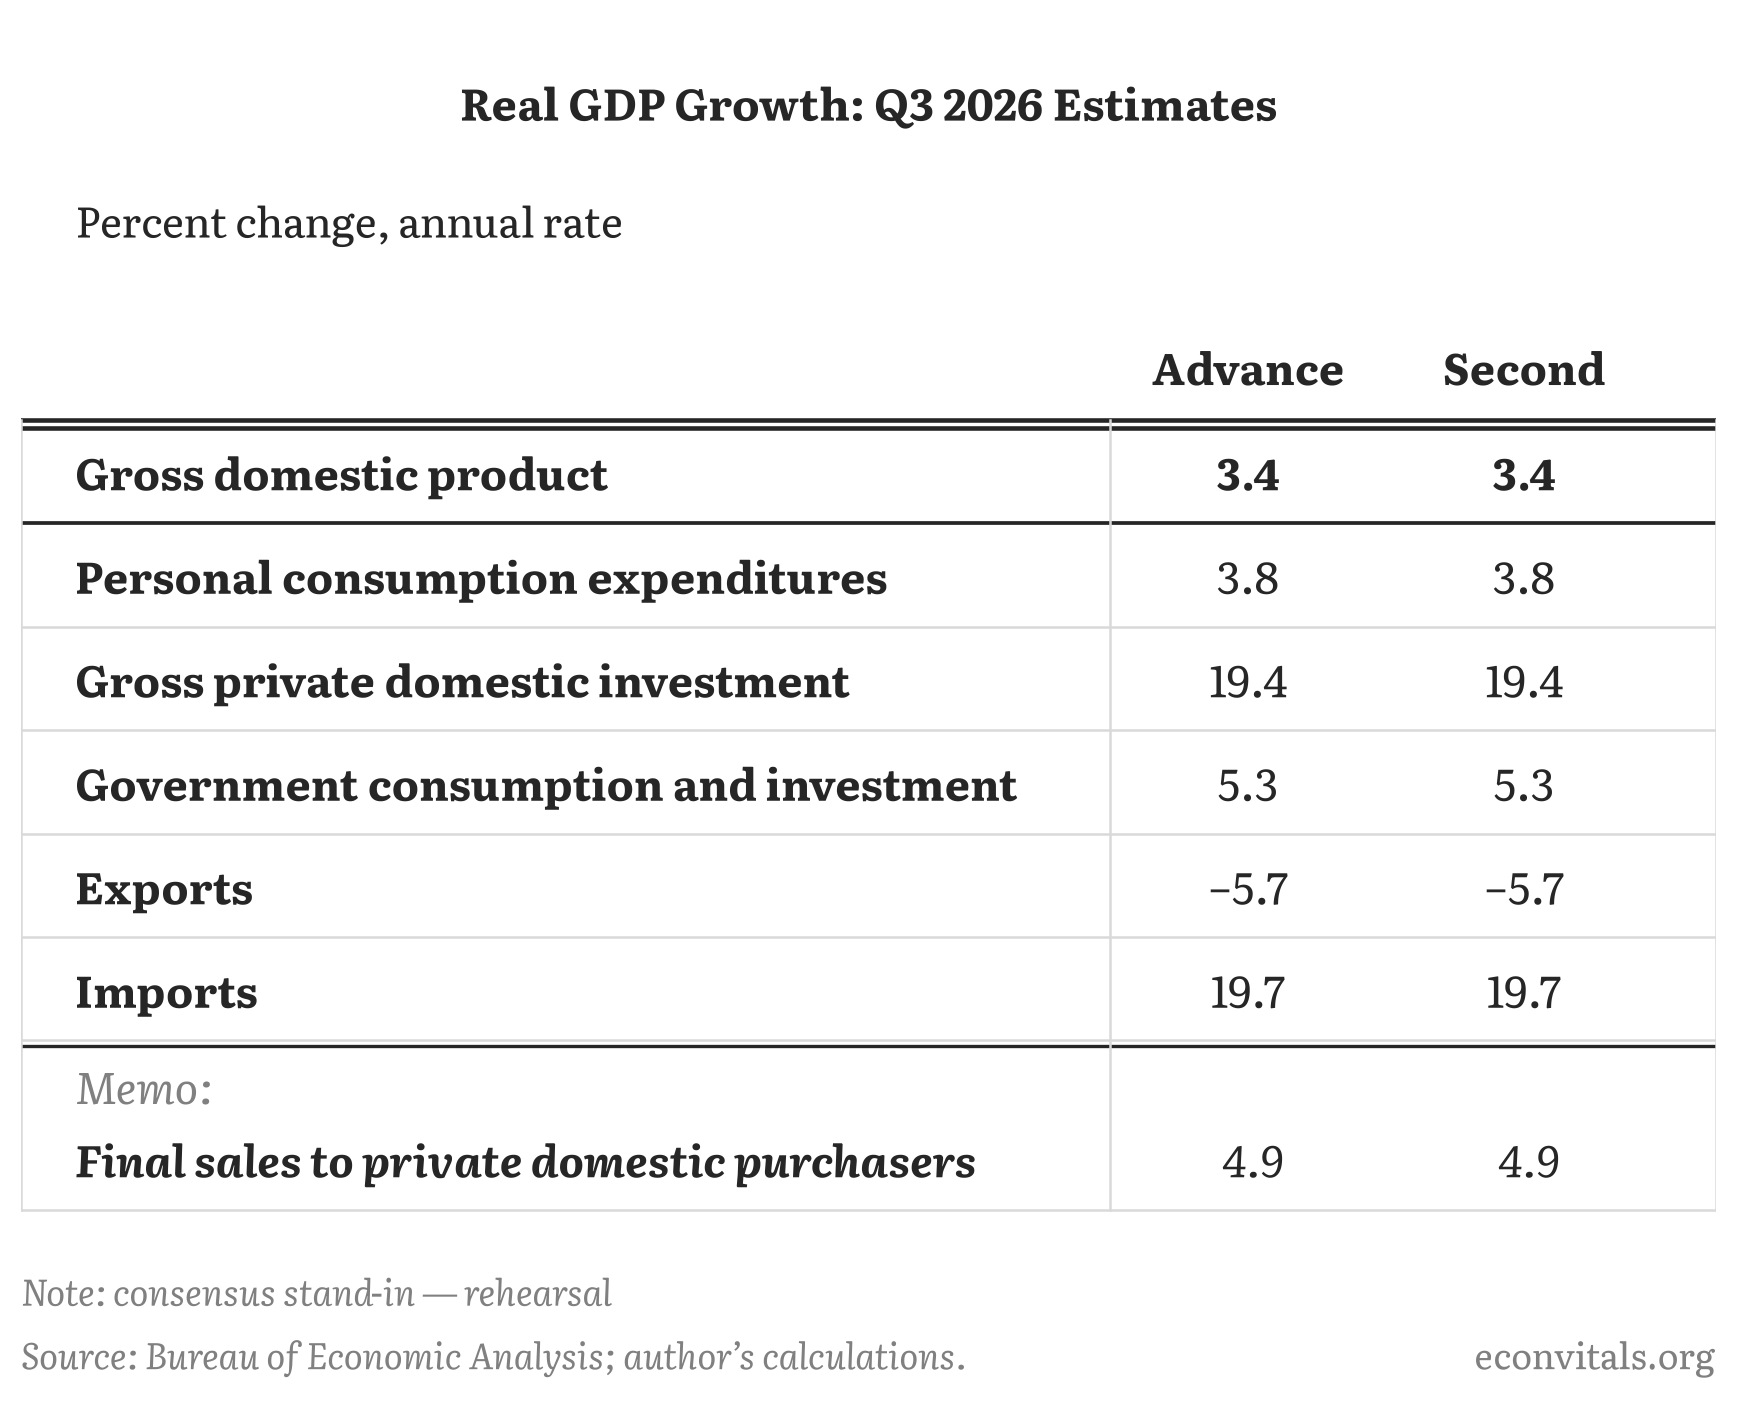 Real GDP Growth: Q3 2026 Estimates
Percent change, annual rate
Advance Second
Gross domestic product 3.4 3.4
Personal consumption expenditures 3.8 3.8
Gross private domestic investment 19.4 19.4
Government consumption and investment 5.3 5.3
Exports −5.7 −5.7
Imports 19.7 19.7
Memo:
Final sales to private domestic purchasers 4.9 4.9
Note: consensus stand-in — rehearsal
Source: Bureau of Economic Analysis; author’s calculations. econvitals.org